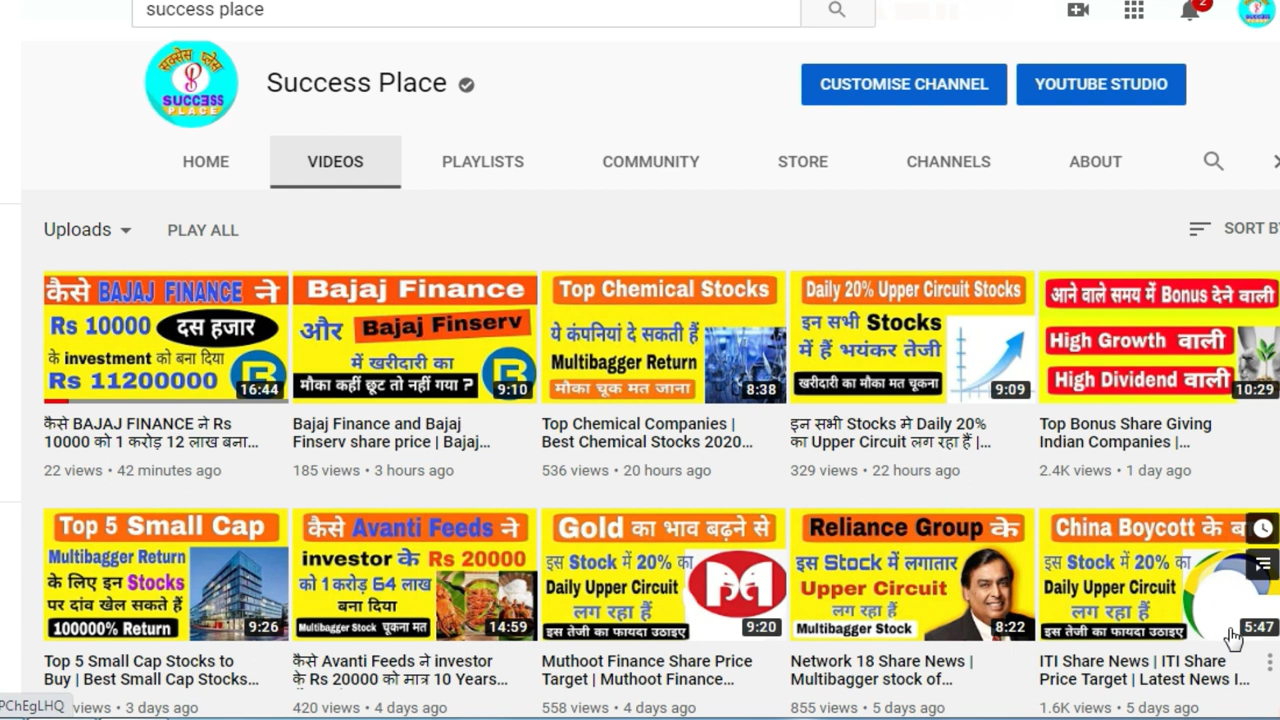 success place
2
सक्सेस प्लेस
SUCCESS
PLACE
Success Place
CUSTOMISE CHANNEL
YOUTUBE STUDIO
HOME
VIDEOS
PLAYLISTS
COMMUNITY
STORE
CHANNELS
ABOUT
Uploads
PLAY ALL
SORT BY
कैसे BAJAJ FINANCE ने
Rs 10000 दस हजार
के investment को बना दिया
Rs 11200000
16:44
कैसे BAJAJ FINANCE ने Rs
10000 को 1 करोड़ 12 लाख बना...
22 views • 42 minutes ago
Bajaj Finance
और Bajaj Finserv
में खरीदारी का
मौका कहीं छूट तो नहीं गया ?
9:10
Bajaj Finance and Bajaj
Finserv share price | Bajaj...
185 views • 3 hours ago
Top Chemical Stocks
ये कंपनियां दे सकती हैं
Multibagger Return
मौका चूक मत जाना
8:38
Top Chemical Companies |
Best Chemical Stocks 2020...
536 views • 20 hours ago
Daily 20% Upper Circuit Stocks
इन सभी Stocks
में हैं भयंकर तेजी
खरीदारी का मौका मत चूकना
9:09
इन सभी Stocks मे Daily 20%
का Upper Circuit लग रहा हैं |...
329 views • 22 hours ago
आने वाले समय में Bonus देने वाली
High Growth वाली
High Dividend वाली
10:29
Top Bonus Share Giving
Indian Companies |...
2.4K views • 1 day ago
Top 5 Small Cap
Multibagger Return
के लिए इन Stocks
पर दांव खेल सकते हैं
100000% Return
9:26
Top 5 Small Cap Stocks to
Buy | Best Small Cap Stocks...
views • 3 days ago
कैसे Avanti Feeds ने
investor के Rs 20000
को 1 करोड़ 64 लाख
बना दिया
Multibagger Stock चूकना मत
14:59
कैसे Avanti Feeds ने investor
के Rs 20000 को मात्र 10 Years...
420 views • 4 days ago
Gold का भाव बढ़ने से
इस Stock में 20% का
Daily Upper Circuit
लग रहा हैं
इस तेजी का फायदा उठाइए
9:20
Muthoot Finance Share Price
Target | Muthoot Finance...
558 views • 4 days ago
Reliance Group के
इस Stock में लगातार
Upper Circuit
लग रहा हैं
Multibagger Stock
8:22
Network 18 Share News |
Multibagger stock of...
855 views • 5 days ago
China Boycott के
इस Stock में 20% का
Daily Upper Circuit
लग रहा हैं
इस तेजी का फायदा उठाइए
5:47
ITI Share News | ITI Share
Price Target | Latest News I...
1.6K views • 5 days ago
PChEgLHQ